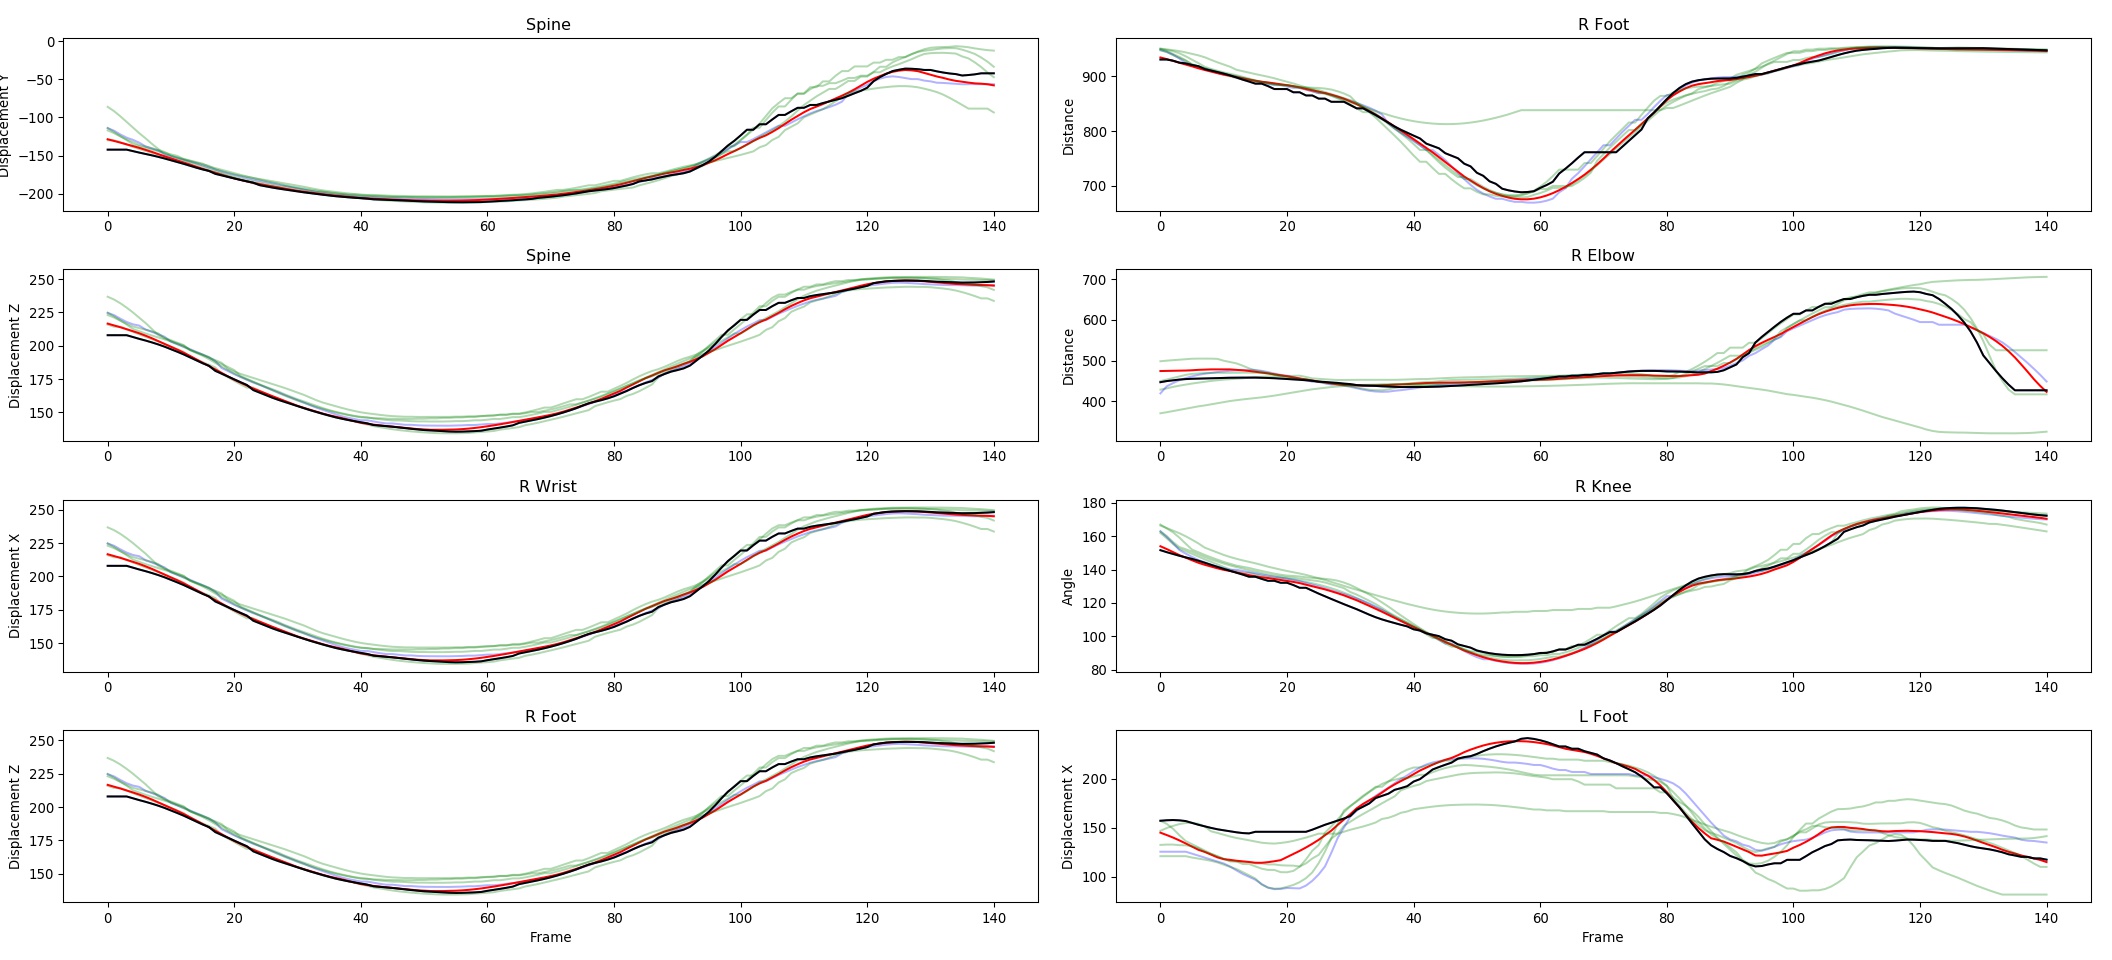 Spine
0
−50
−100
−150
−200
Displacement Y
0 20 40 60 80 100 120 140
R Foot
900
800
700
Distance
0 20 40 60 80 100 120 140
Spine
250
225
200
175
150
Displacement Z
0 20 40 60 80 100 120 140
R Elbow
700
600
500
400
Distance
0 20 40 60 80 100 120 140
R Wrist
250
225
200
175
150
Displacement X
0 20 40 60 80 100 120 140
R Knee
180
160
140
120
100
80
Angle
0 20 40 60 80 100 120 140
R Foot
250
225
200
175
150
Displacement Z
0 20 40 60 80 100 120 140
Frame
L Foot
200
150
100
Displacement X
0 20 40 60 80 100 120 140
Frame